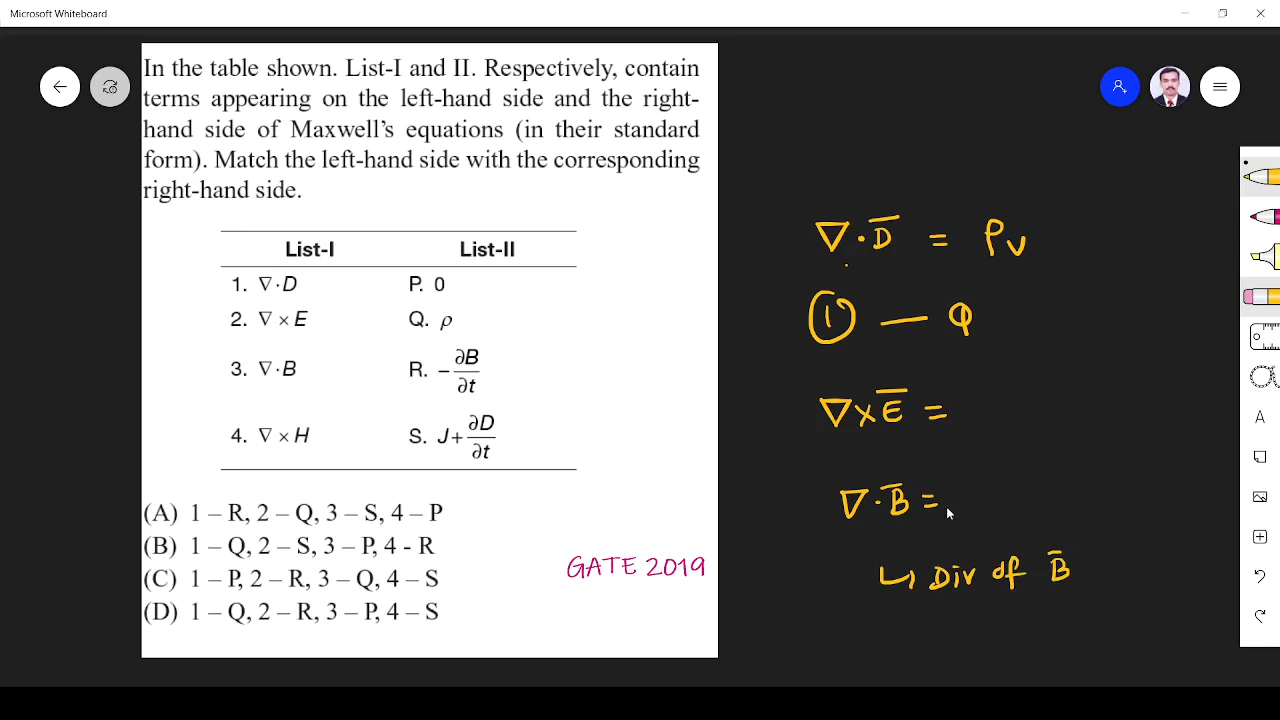 Microsoft Whiteboard
In the table shown. List-I and II. Respectively, contain
terms appearing on the left-hand side and the right-
hand side of Maxwell's equations (in their standard
form). Match the left-hand side with the corresponding
right-hand side.
List-I List-II
1. ∇·D P. 0
2. ∇ × E Q. ρ
3. ∇·B R. −∂B/∂t
4. ∇ × H S. J+∂D/∂t
(A) 1 – R, 2 – Q, 3 – S, 4 – P
(B) 1 – Q, 2 – S, 3 – P, 4 - R
(C) 1 – P, 2 – R, 3 – Q, 4 – S
(D) 1 – Q, 2 – R, 3 – P, 4 – S
GATE 2019
∇·D̅ = ρv
① — Q
∇×E̅ =
∇·B̅ =
↳ Div of B̅
A